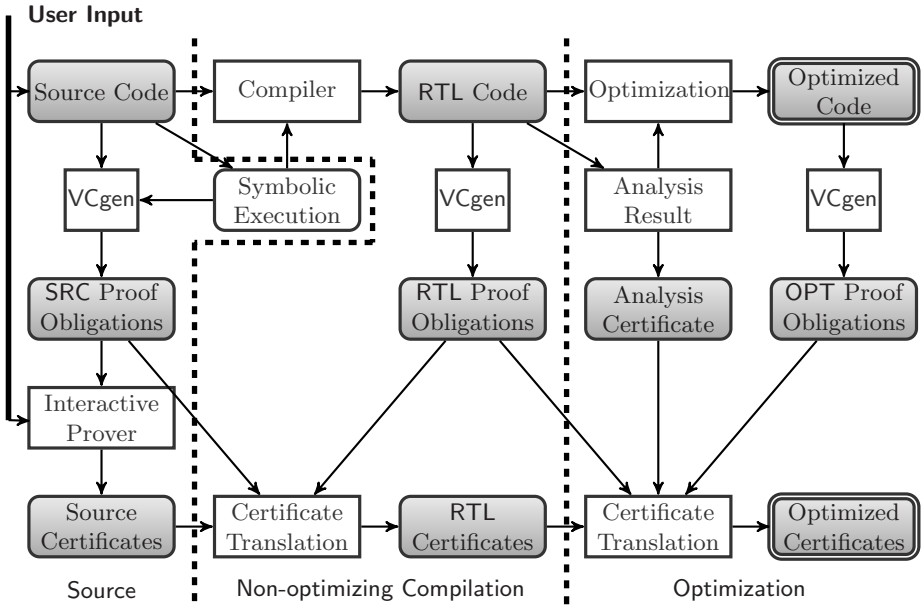 User Input
Source Code
Compiler
RTL Code
Optimization
Optimized
Code
VCgen
Symbolic
Execution
VCgen
Analysis
Result
VCgen
SRC Proof
Obligations
RTL Proof
Obligations
Analysis
Certificate
OPT Proof
Obligations
Interactive
Prover
Source
Certificates
Certificate
Translation
RTL
Certificates
Certificate
Translation
Optimized
Certificates
Source
Non-optimizing Compilation
Optimization